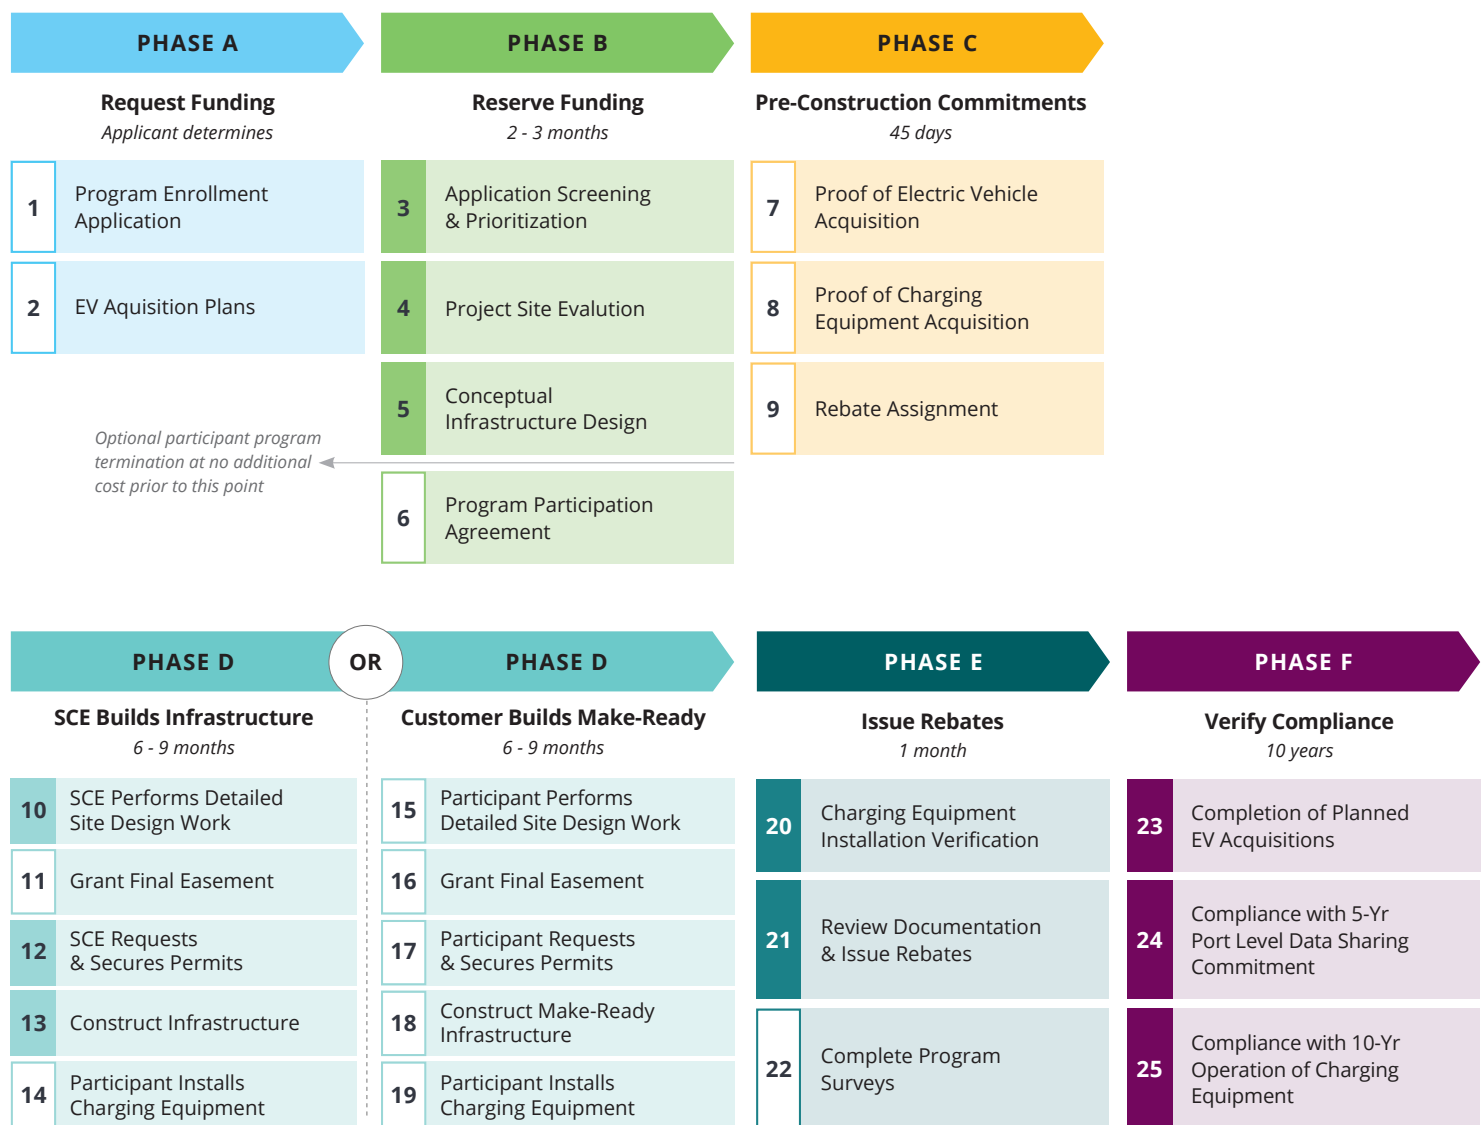 PHASE A
Request Funding
Applicant determines
1
Program Enrollment
Application
2
EV Aquisition Plans
Optional participant program
termination at no additional
cost prior to this point
PHASE B
Reserve Funding
2 - 3 months
3
Application Screening
& Prioritization
4
Project Site Evalution
5
Conceptual
Infrastructure Design
6
Program Participation
Agreement
PHASE C
Pre-Construction Commitments
45 days
7
Proof of Electric Vehicle
Acquisition
8
Proof of Charging
Equipment Acquisition
9
Rebate Assignment
PHASE D
SCE Builds Infrastructure
6 - 9 months
10
SCE Performs Detailed
Site Design Work
11
Grant Final Easement
12
SCE Requests
& Secures Permits
13
Construct Infrastructure
14
Participant Installs
Charging Equipment
OR
PHASE D
Customer Builds Make-Ready
6 - 9 months
15
Participant Performs
Detailed Site Design Work
16
Grant Final Easement
17
Participant Requests
& Secures Permits
18
Construct Make-Ready
Infrastructure
19
Participant Installs
Charging Equipment
PHASE E
Issue Rebates
1 month
20
Charging Equipment
Installation Verification
21
Review Documentation
& Issue Rebates
22
Complete Program
Surveys
PHASE F
Verify Compliance
10 years
23
Completion of Planned
EV Acquisitions
24
Compliance with 5-Yr
Port Level Data Sharing
Commitment
25
Compliance with 10-Yr
Operation of Charging
Equipment